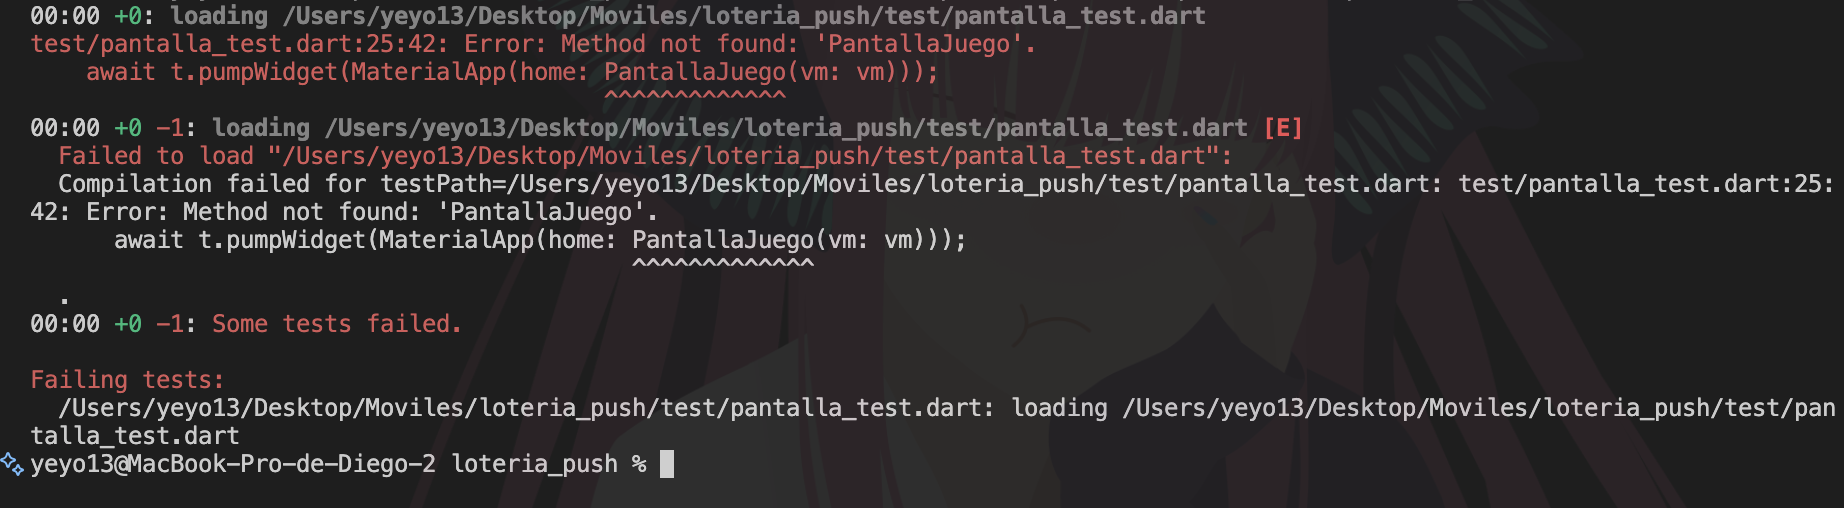 00:00 +0: loading /Users/yeyo13/Desktop/Moviles/loteria_push/test/pantalla_test.dart
test/pantalla_test.dart:25:42: Error: Method not found: 'PantallaJuego'.
    await t.pumpWidget(MaterialApp(home: PantallaJuego(vm: vm)));
                                         ^^^^^^^^^^^^^
00:00 +0 -1: loading /Users/yeyo13/Desktop/Moviles/loteria_push/test/pantalla_test.dart [E]
  Failed to load "/Users/yeyo13/Desktop/Moviles/loteria_push/test/pantalla_test.dart":
  Compilation failed for testPath=/Users/yeyo13/Desktop/Moviles/loteria_push/test/pantalla_test.dart: test/pantalla_test.dart:25:
42: Error: Method not found: 'PantallaJuego'.
      await t.pumpWidget(MaterialApp(home: PantallaJuego(vm: vm)));
                                           ^^^^^^^^^^^^^
  .
00:00 +0 -1: Some tests failed.

Failing tests:
  /Users/yeyo13/Desktop/Moviles/loteria_push/test/pantalla_test.dart: loading /Users/yeyo13/Desktop/Moviles/loteria_push/test/pan
talla_test.dart
yeyo13@MacBook-Pro-de-Diego-2 loteria_push %